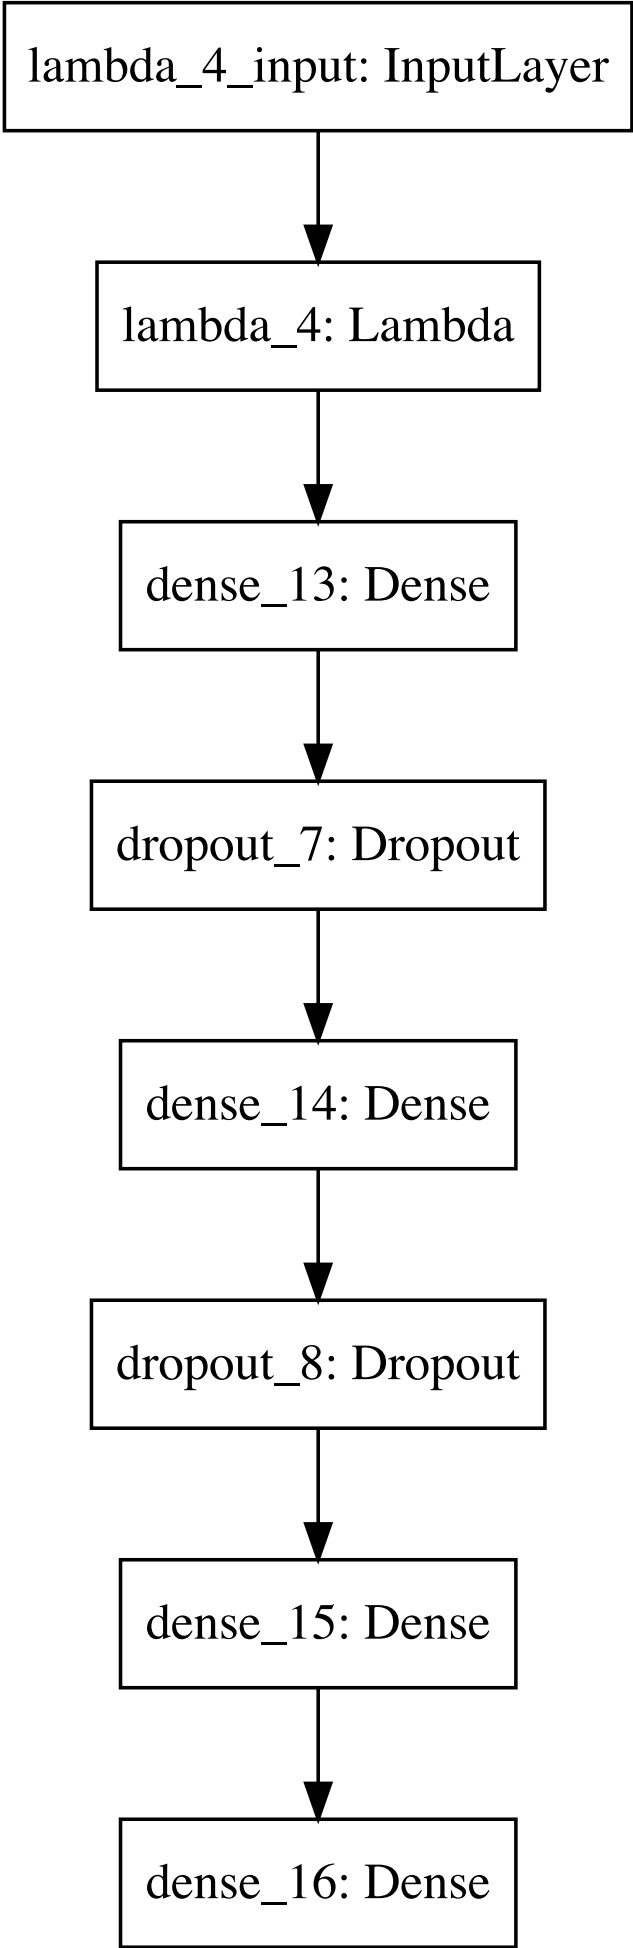 lambda_4_input: InputLayer
lambda_4: Lambda
dense_13: Dense
dropout_7: Dropout
dense_14: Dense
dropout_8: Dropout
dense_15: Dense
dense_16: Dense